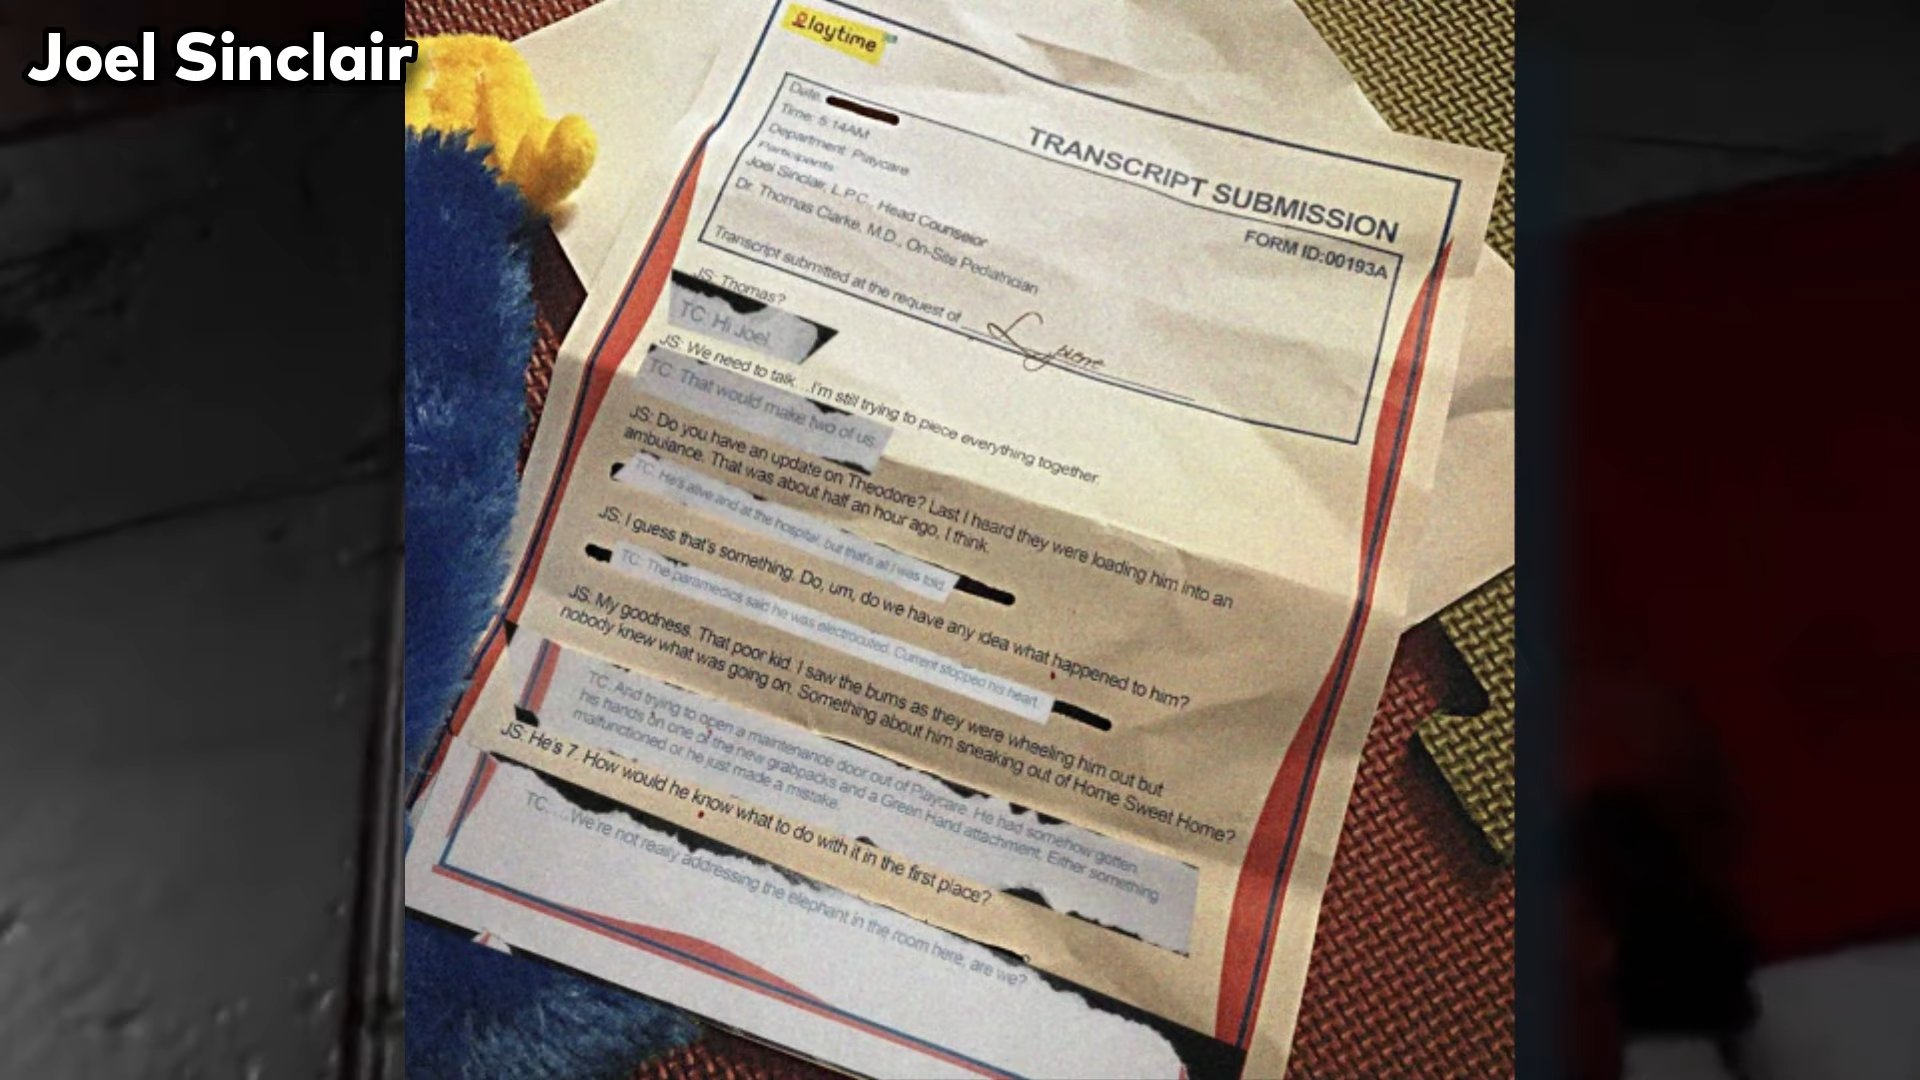 Joel Sinclair
Playtime
TRANSCRIPT SUBMISSION
FORM ID:00193A
Date:
Time: 5:14AM
Department: Playcare
Participants
Joel Sinclair, L.P.C., Head Counselor
Dr. Thomas Clarke, M.D., On-Site Pediatrician
Transcript submitted at the request of
JS: Thomas?
TC: Hi Joel.
JS: We need to talk...I'm still trying to piece everything together.
TC: That would make two of us.
JS: Do you have an update on Theodore? Last I heard they were loading him into an
ambulance. That was about half an hour ago, I think.
TC: He's alive and at the hospital, but that's all I was told.
JS: I guess that's something. Do, um, do we have any idea what happened to him?
TC: The paramedics said he was electrocuted. Current stopped his heart.
JS: My goodness. That poor kid. I saw the burns as they were wheeling him out but
nobody knew what was going on. Something about him sneaking out of Home Sweet Home?
TC: And trying to open a maintenance door out of Playcare. He had somehow gotten
his hands on one of the new grabpacks and a Green Hand attachment. Either something
malfunctioned or he just made a mistake.
JS: He's 7. How would he know what to do with it in the first place?
TC: ...We're not really addressing the elephant in the room here, are we?